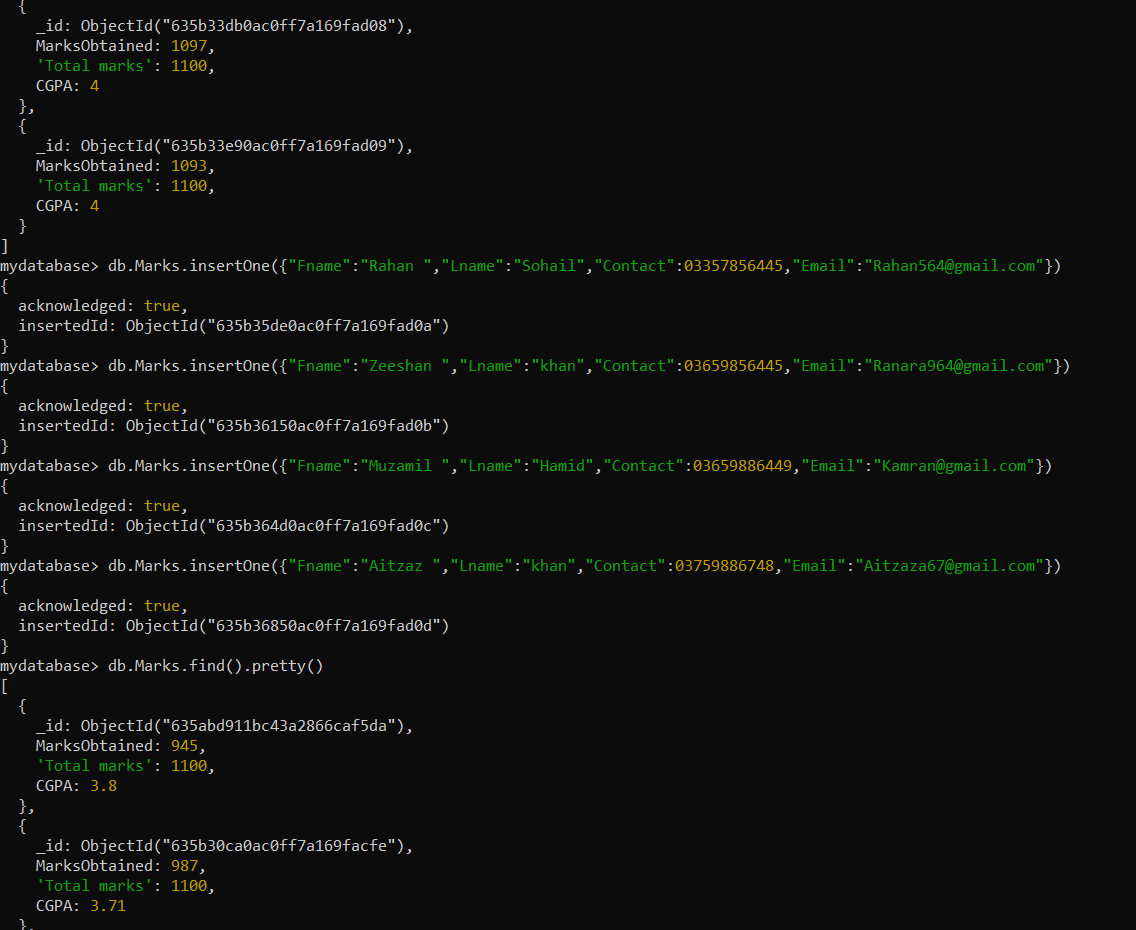 {
_id: ObjectId("635b33db0ac0ff7a169fad08"),
MarksObtained: 1097,
'Total marks': 1100,
CGPA: 4
},
{
_id: ObjectId("635b33e90ac0ff7a169fad09"),
MarksObtained: 1093,
'Total marks': 1100,
CGPA: 4
}
]
mydatabase> db.Marks.insertOne({"Fname":"Rahan ","Lname":"Sohail","Contact":03357856445,"Email":"Rahan564@gmail.com"})
{
acknowledged: true,
insertedId: ObjectId("635b35de0ac0ff7a169fad0a")
}
mydatabase> db.Marks.insertOne({"Fname":"Zeeshan ","Lname":"khan","Contact":03659856445,"Email":"Ranara964@gmail.com"})
{
acknowledged: true,
insertedId: ObjectId("635b36150ac0ff7a169fad0b")
}
mydatabase> db.Marks.insertOne({"Fname":"Muzamil ","Lname":"Hamid","Contact":03659886449,"Email":"Kamran@gmail.com"})
{
acknowledged: true,
insertedId: ObjectId("635b364d0ac0ff7a169fad0c")
}
mydatabase> db.Marks.insertOne({"Fname":"Aitzaz ","Lname":"khan","Contact":03759886748,"Email":"Aitzaza67@gmail.com"})
{
acknowledged: true,
insertedId: ObjectId("635b36850ac0ff7a169fad0d")
}
mydatabase> db.Marks.find().pretty()
[
{
_id: ObjectId("635abd911bc43a2866caf5da"),
MarksObtained: 945,
'Total marks': 1100,
CGPA: 3.8
},
{
_id: ObjectId("635b30ca0ac0ff7a169facfe"),
MarksObtained: 987,
'Total marks': 1100,
CGPA: 3.71
},